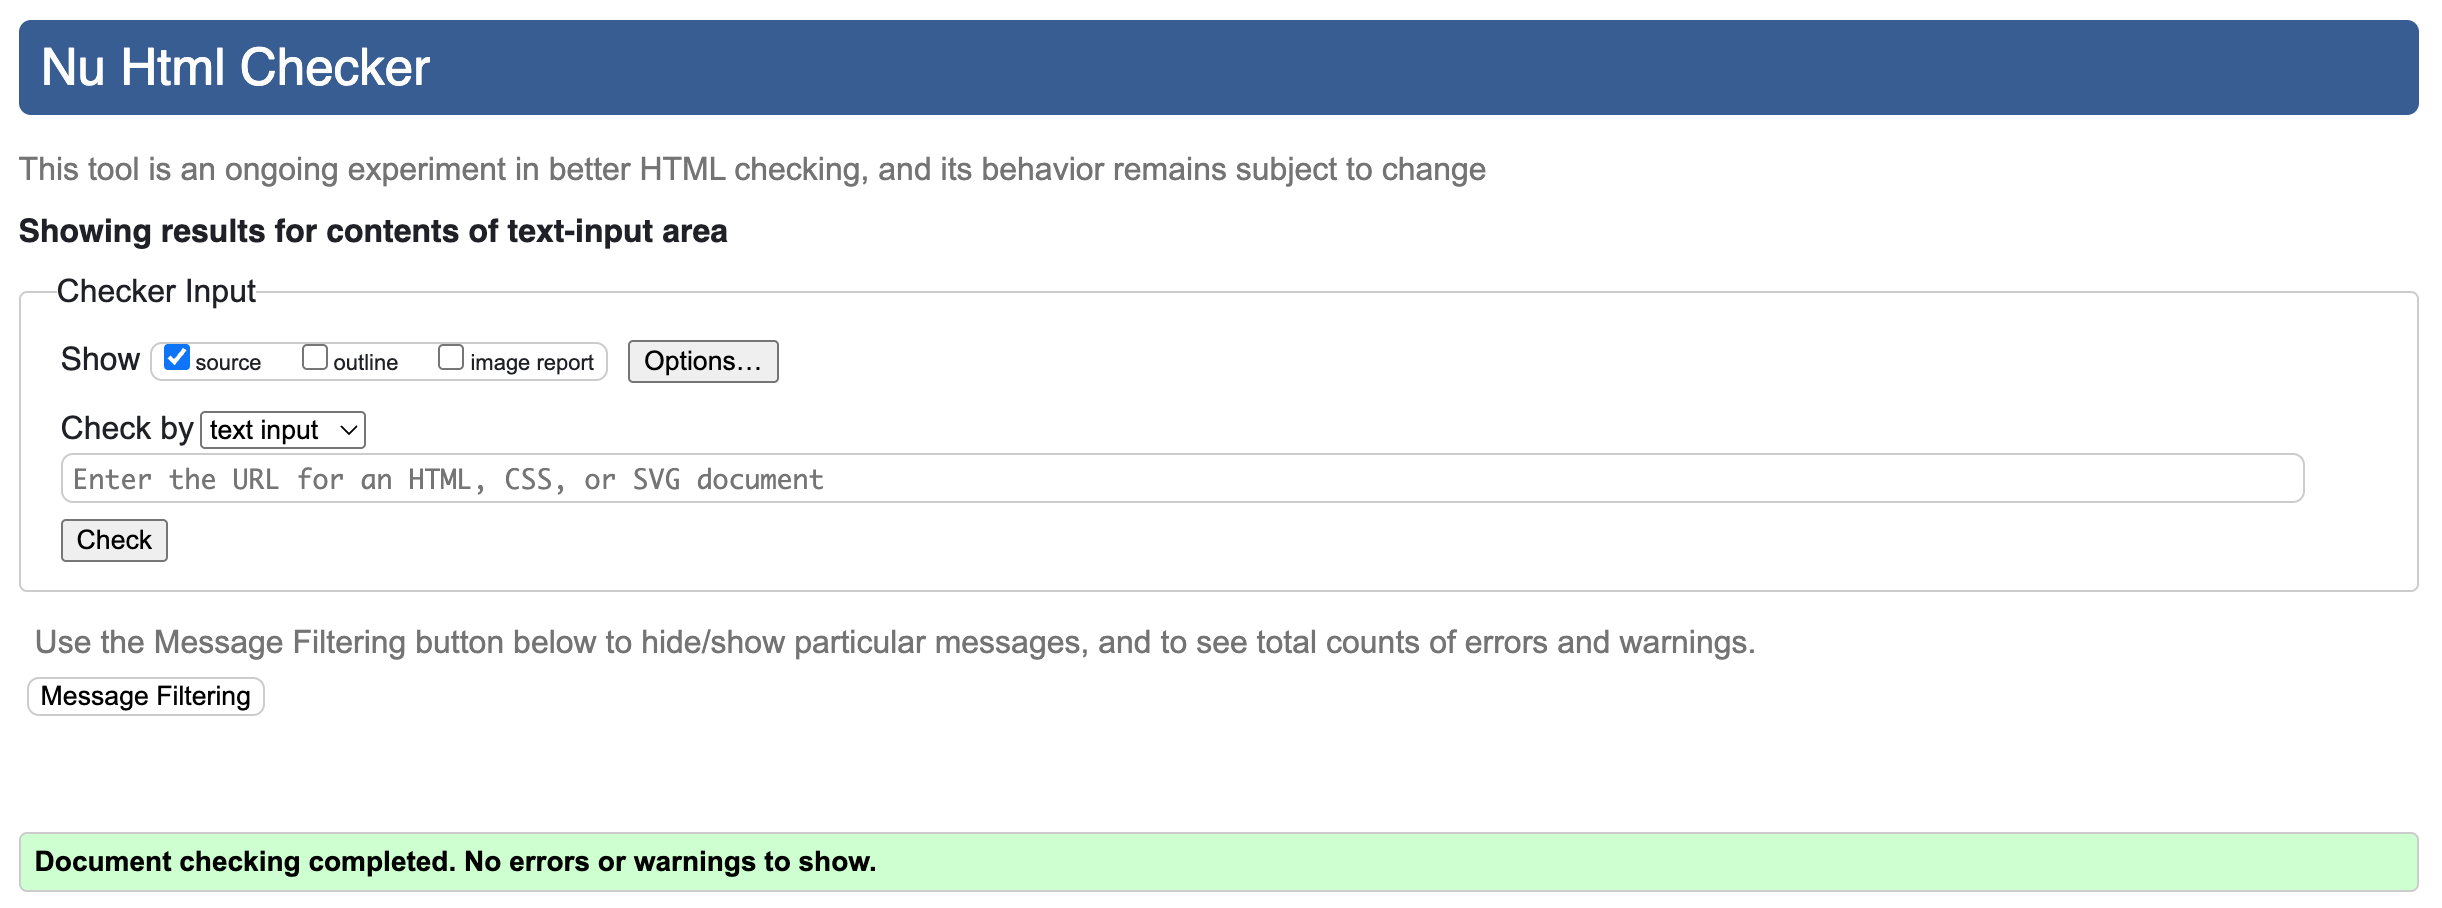 Nu Html Checker
This tool is an ongoing experiment in better HTML checking, and its behavior remains subject to change
Showing results for contents of text-input area
Checker Input
Show source outline image report Options...
Check by text input
Enter the URL for an HTML, CSS, or SVG document
Check
Use the Message Filtering button below to hide/show particular messages, and to see total counts of errors and warnings.
Message Filtering
Document checking completed. No errors or warnings to show.